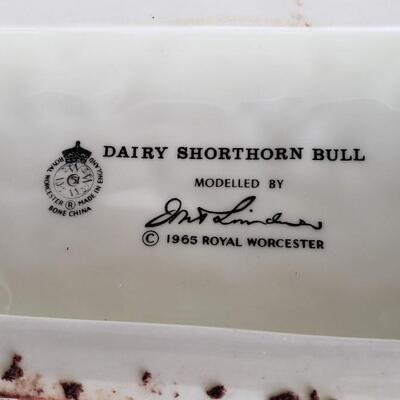 DAIRY SHORTHORN BULL
MODELLED BY
© 1965 ROYAL WORCESTER
ROYAL WORCESTER ® MADE IN ENGLAND
BONE CHINA